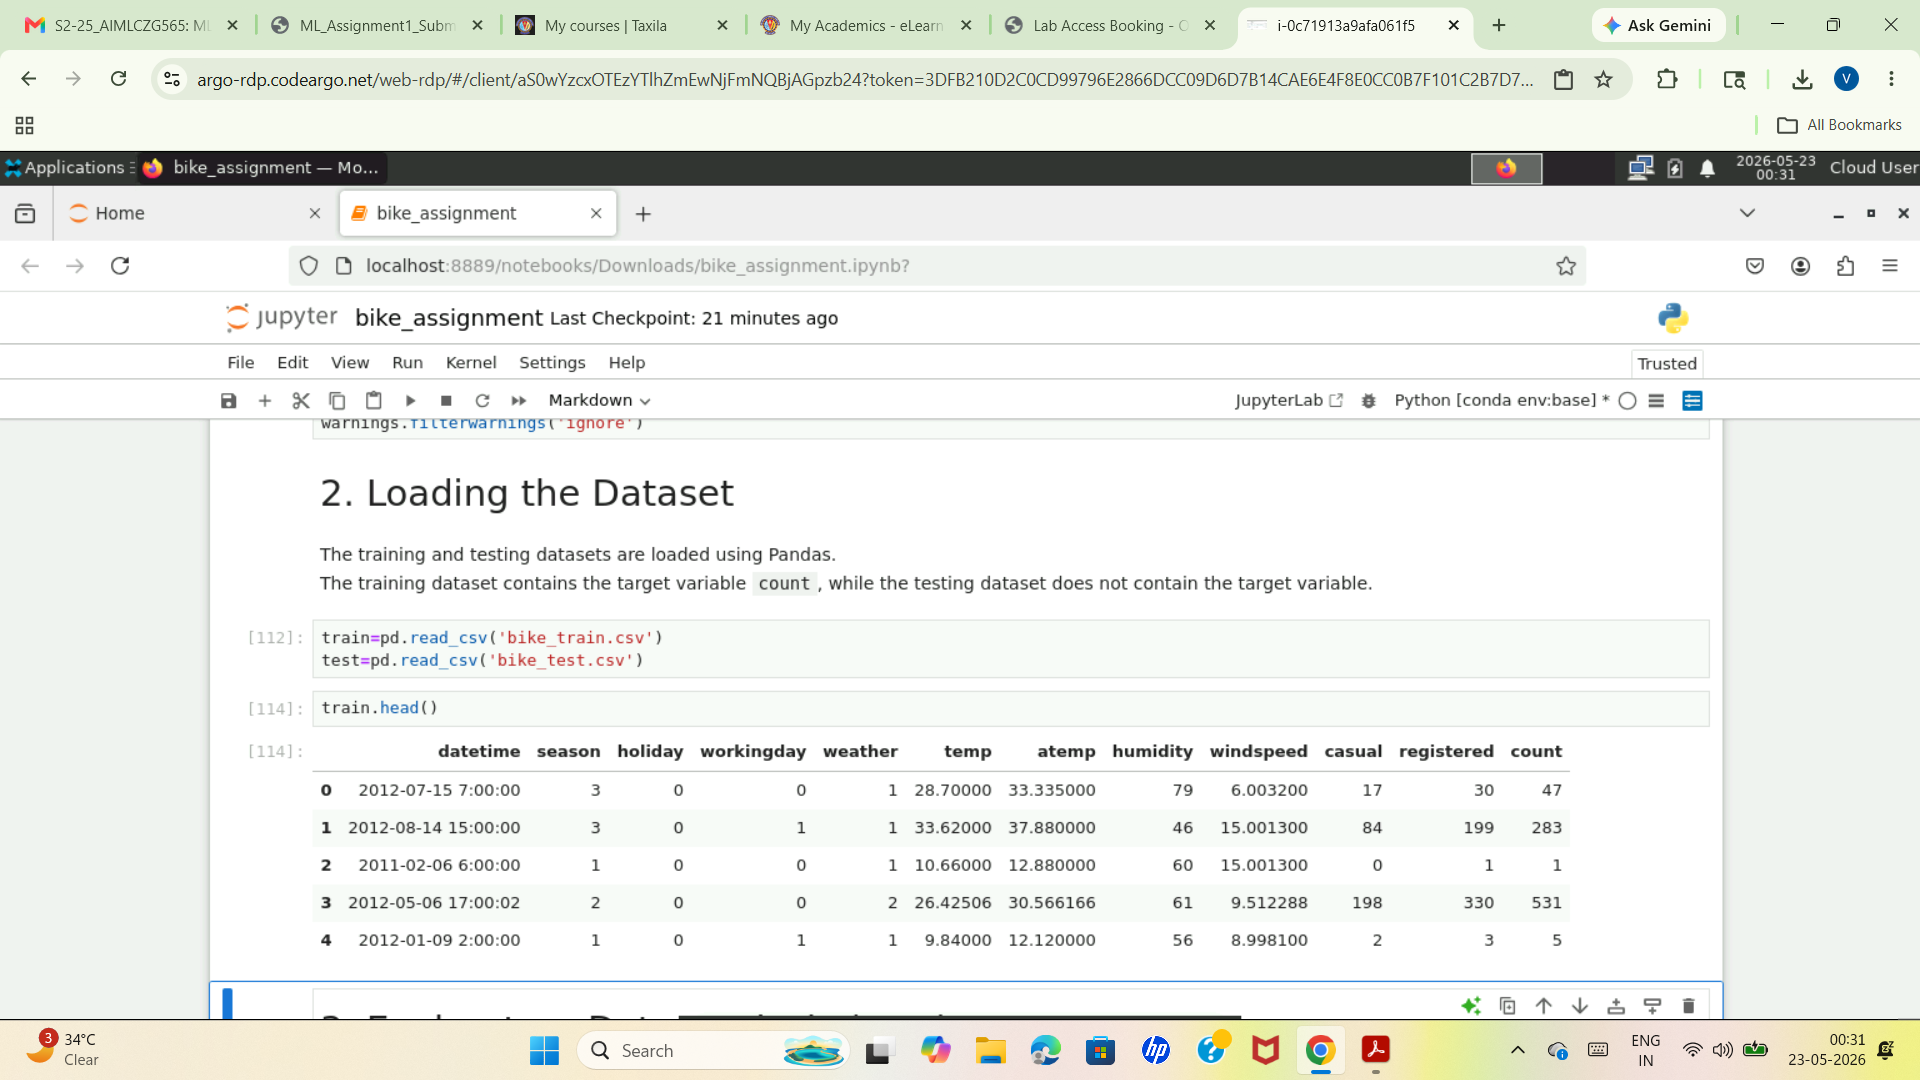 S2-25_AIMLCZG565: ML
ML_Assignment1_Subm
My courses | Taxila
My Academics - eLearn
Lab Access Booking - O
i-0c71913a9afa061f5
Ask Gemini
argo-rdp.codeargo.net/web-rdp/#/client/aS0wYzcxOTEzYTlhZmEwNjFmNQBjAGpzb24?token=3DFB210D2C0CD99796E2866DCC09D6D7B14CAE6E4F8E0CC0B7F101C2B7D7...
V
All Bookmarks
Applications
bike_assignment — Mo...
2026-05-23
00:31
Cloud User
Home
bike_assignment
localhost:8889/notebooks/Downloads/bike_assignment.ipynb?
jupyter bike_assignment Last Checkpoint: 21 minutes ago
File Edit View Run Kernel Settings Help
Trusted
Markdown
JupyterLab
Python [conda env:base] *
warnings.filterwarnings('ignore')
2. Loading the Dataset
The training and testing datasets are loaded using Pandas.
The training dataset contains the target variable count , while the testing dataset does not contain the target variable.
[112]: train=pd.read_csv('bike_train.csv')
test=pd.read_csv('bike_test.csv')
[114]: train.head()
[114]: datetime season holiday workingday weather temp atemp humidity windspeed casual registered count
0 2012-07-15 7:00:00 3 0 0 1 28.70000 33.335000 79 6.003200 17 30 47
1 2012-08-14 15:00:00 3 0 1 1 33.62000 37.880000 46 15.001300 84 199 283
2 2011-02-06 6:00:00 1 0 0 1 10.66000 12.880000 60 15.001300 0 1 1
3 2012-05-06 17:00:02 2 0 0 2 26.42506 30.566166 61 9.512288 198 330 531
4 2012-01-09 2:00:00 1 0 1 1 9.84000 12.120000 56 8.998100 2 3 5
3
34°C
Clear
Search
hp
ENG
IN
00:31
23-05-2026